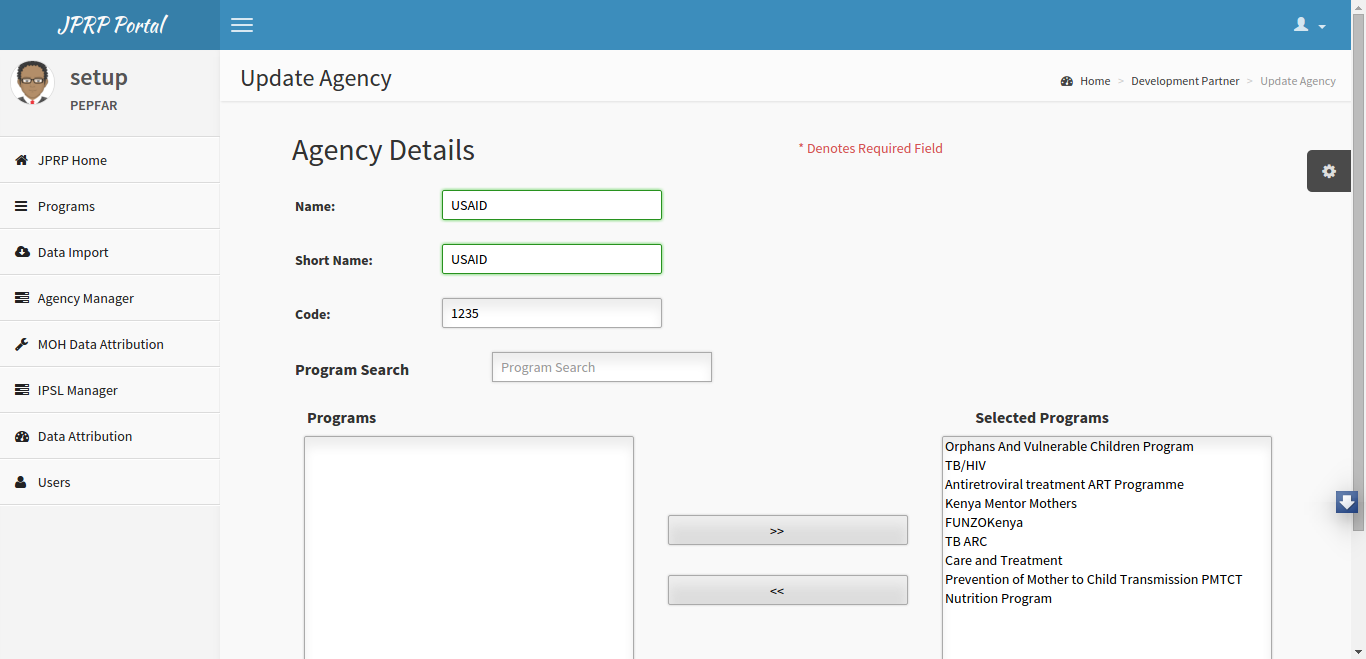 JPRP Portal
setup
PEPFAR
JPRP Home
Programs
Data Import
Agency Manager
MOH Data Attribution
IPSL Manager
Data Attribution
Users
Update Agency
Home > Development Partner > Update Agency
Agency Details
* Denotes Required Field
Name: USAID
Short Name: USAID
Code: 1235
Program Search Program Search
Programs
>>
<<
Selected Programs
Orphans And Vulnerable Children Program
TB/HIV
Antiretroviral treatment ART Programme
Kenya Mentor Mothers
FUNZOKenya
TB ARC
Care and Treatment
Prevention of Mother to Child Transmission PMTCT
Nutrition Program